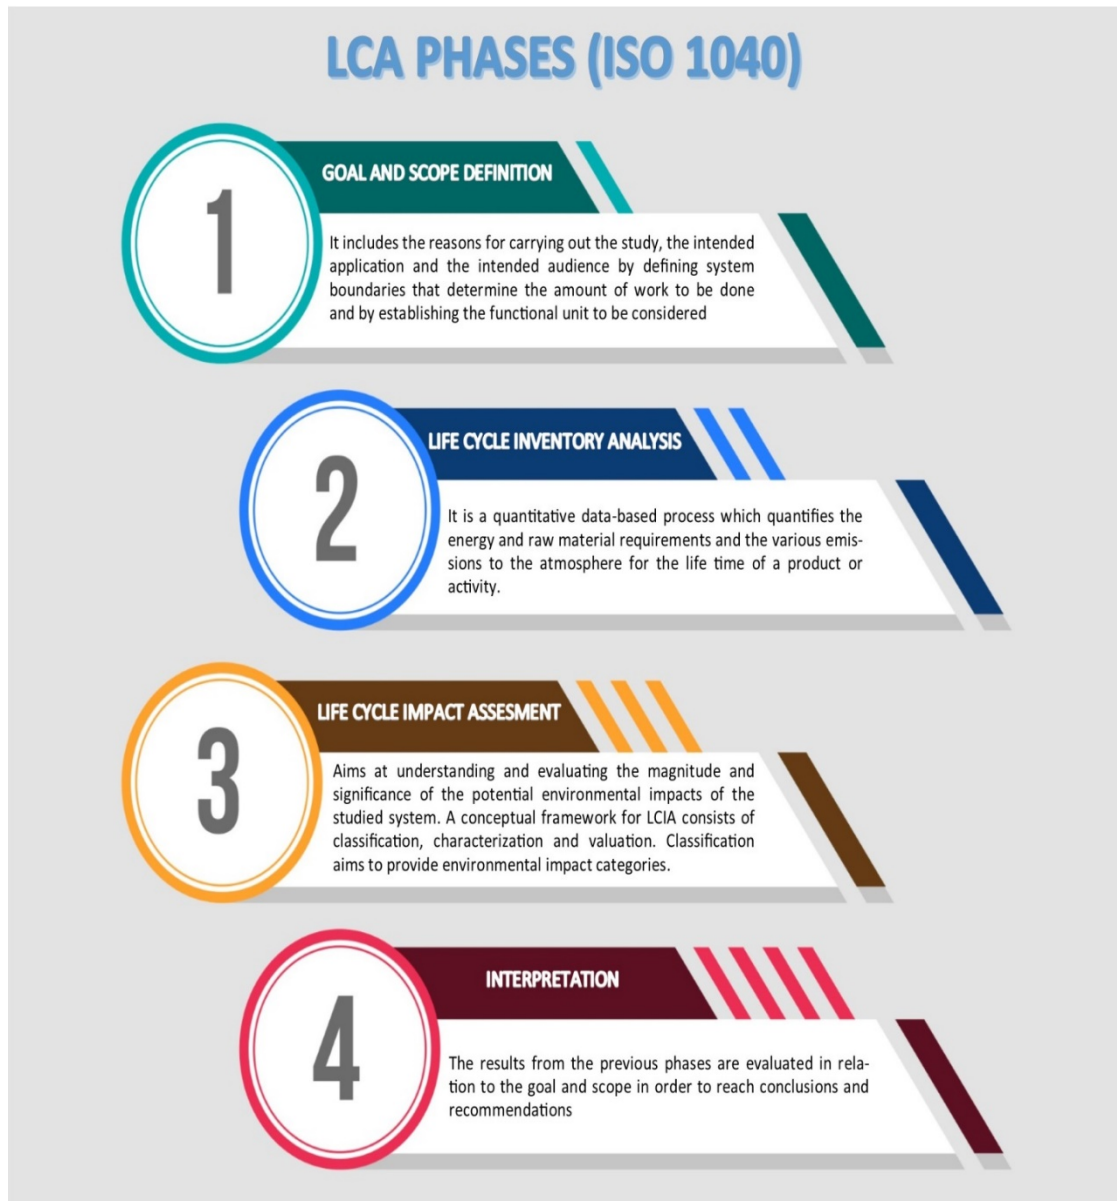 LCA PHASES (ISO 1040)
1
GOAL AND SCOPE DEFINITION
It includes the reasons for carrying out the study, the intended
application and the intended audience by defining system
boundaries that determine the amount of work to be done
and by establishing the functional unit to be considered
2
LIFE CYCLE INVENTORY ANALYSIS
It is a quantitative data-based process which quantifies the
energy and raw material requirements and the various emis-
sions to the atmosphere for the life time of a product or
activity.
3
LIFE CYCLE IMPACT ASSESMENT
Aims at understanding and evaluating the magnitude and
significance of the potential environmental impacts of the
studied system. A conceptual framework for LCIA consists of
classification, characterization and valuation. Classification
aims to provide environmental impact categories.
4
INTERPRETATION
The results from the previous phases are evaluated in rela-
tion to the goal and scope in order to reach conclusions and
recommendations